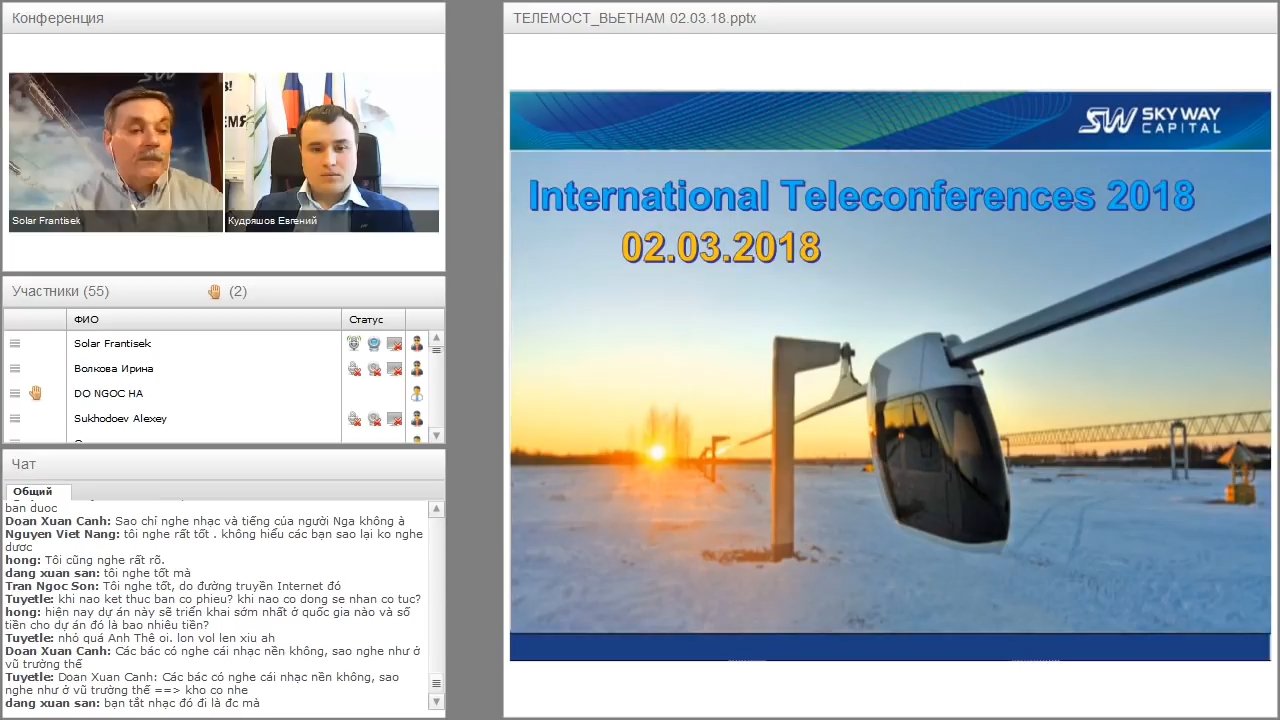 Конференция
SW
В!
ЕМЯ
Solar Frantisek
Кудряшов Евгений
Участники (55)
(2)
ФИО
Статус
Solar Frantisek
Волкова Ирина
DO NGOC HA
Sukhodoev Alexey
Чат
Общий
ban duoc
Doan Xuan Canh: Sao chỉ nghe nhạc và tiếng của người Nga không à
Nguyen Viet Nang: tôi nghe rất tốt . không hiểu các bạn sao lại ko nghe
dược
hong: Tôi cũng nghe rất rõ.
dang xuan san: tôi nghe tốt mà
Tran Ngoc Son: Tôi nghe tốt, do đường truyền Internet đó
Tuyetle: khi nao ket thuc ban co phieu? khi nao co dong se nhan co tuc?
hong: hiện nay dự án này sẽ triển khai sớm nhất ở quốc gia nào và số
tiền cho dự án đó là bao nhiêu tiền?
Tuyetle: nhỏ quá Anh Thê oi. lon vol len xiu ah
Doan Xuan Canh: Các bác có nghe cái nhạc nền không, sao nghe như ở
vũ trường thế
Tuyetle: Doan Xuan Canh: Các bác có nghe cái nhạc nền không, sao
nghe như ở vũ trường thế ==> kho co nhe
dang xuan san: bạn tắt nhạy đó đi là đc mà
ТЕЛЕМОСТ_ВЬЕТНАМ 02.03.18.pptx
SW SKY WAY
CAPITAL
International Teleconferences 2018
02.03.2018